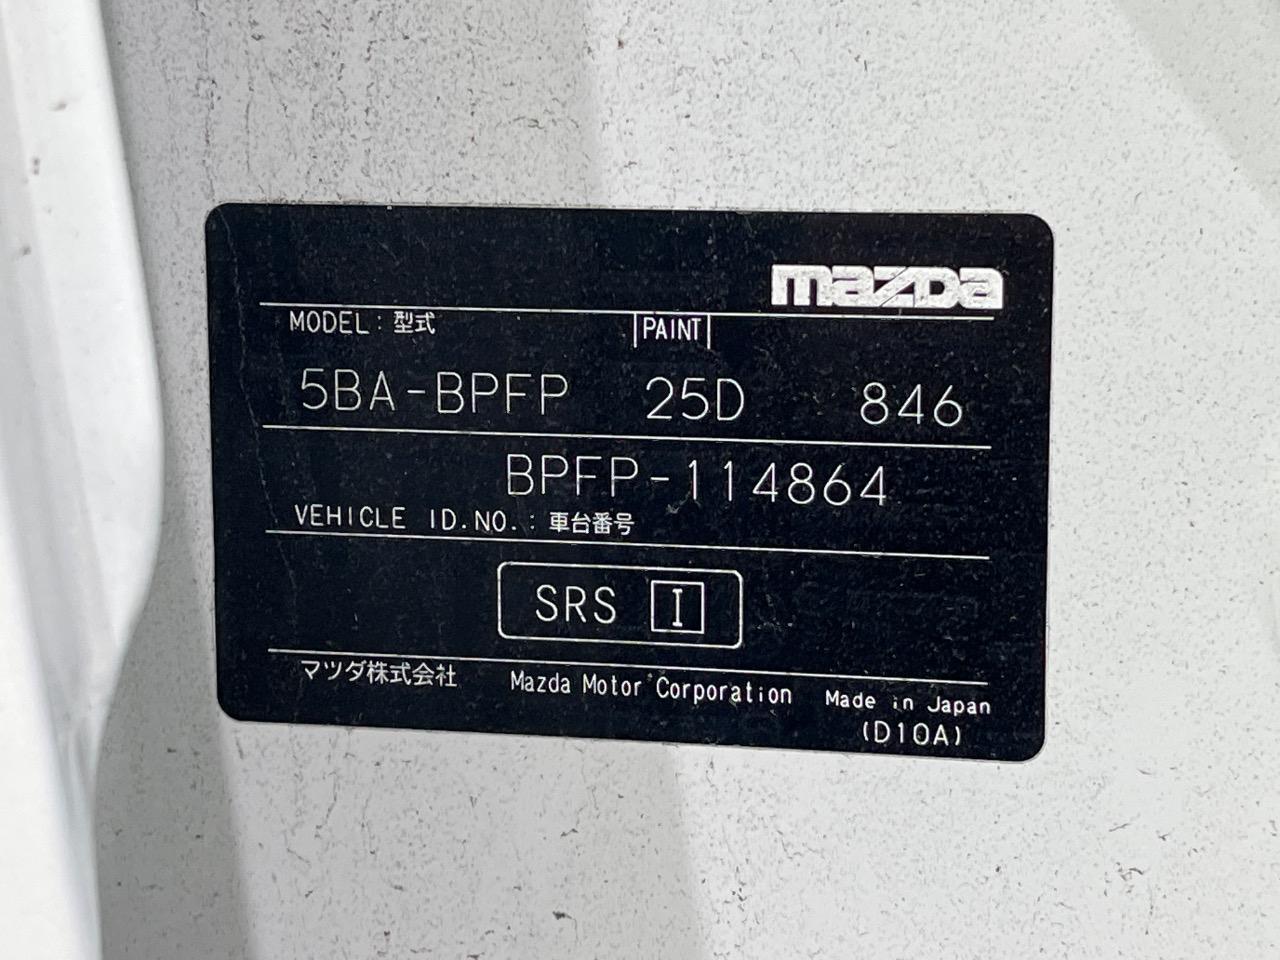 mazda
MODEL : 型式 PAINT
5BA-BPFP 25D 846
BPFP-114864
VEHICLE ID.NO. : 車台番号
SRS I
マツダ株式会社 Mazda Motor Corporation Made in Japan
(D10A)